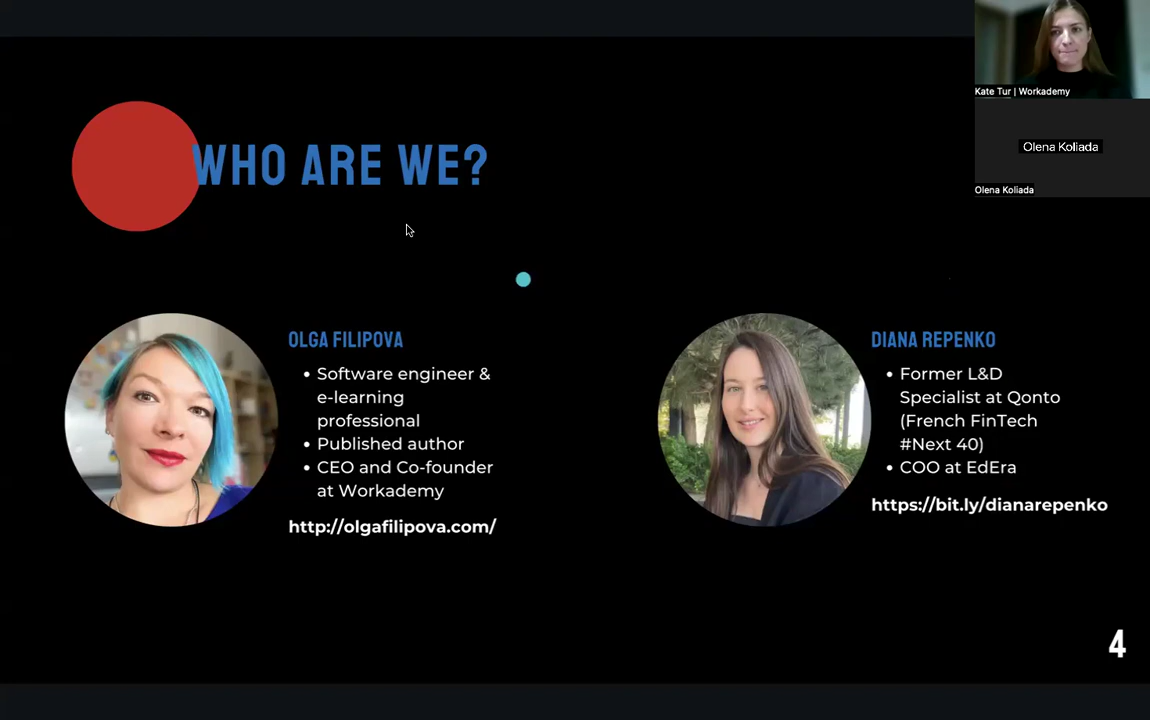 WHO ARE WE?
OLGA FILIPOVA
• Software engineer &
e-learning
professional
• Published author
• CEO and Co-founder
at Workademy
http://olgafilipova.com/
DIANA REPENKO
• Former L&D
Specialist at Qonto
(French FinTech
#Next 40)
• COO at EdEra
https://bit.ly/dianarepenko
4
Kate Tur | Workademy
Olena Koliada
Olena Koliada